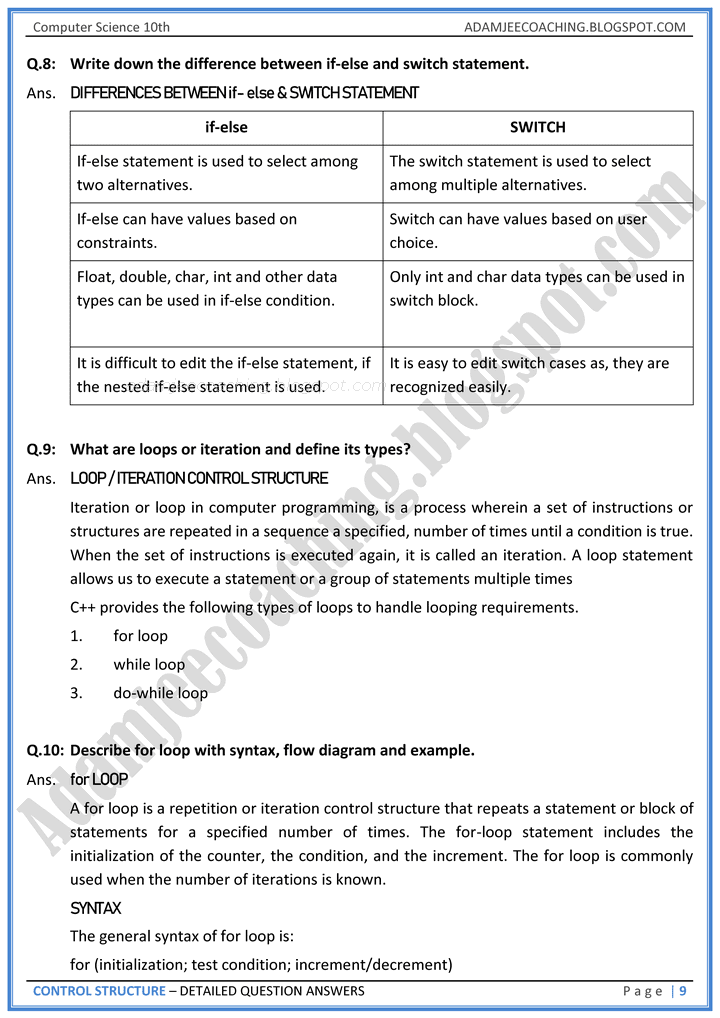 Computer Science 10th ADAMJEECOACHING.BLOGSPOT.COM
Q.8: Write down the difference between if-else and switch statement.
Ans. DIFFERENCES BETWEEN if- else & SWITCH STATEMENT
if-else SWITCH
If-else statement is used to select among The switch statement is used to select
two alternatives. among multiple alternatives.
If-else can have values based on Switch can have values based on user
constraints. choice.
Float, double, char, int and other data Only int and char data types can be used in
types can be used in if-else condition. switch block.
It is difficult to edit the if-else statement, if It is easy to edit switch cases as, they are
the nested if-else statement is used. recognized easily.
Q.9: What are loops or iteration and define its types?
Ans. LOOP / ITERATION CONTROL STRUCTURE
Iteration or loop in computer programming, is a process wherein a set of instructions or
structures are repeated in a sequence a specified, number of times until a condition is true.
When the set of instructions is executed again, it is called an iteration. A loop statement
allows us to execute a statement or a group of statements multiple times
C++ provides the following types of loops to handle looping requirements.
1. for loop
2. while loop
3. do-while loop
Q.10: Describe for loop with syntax, flow diagram and example.
Ans. for LOOP
A for loop is a repetition or iteration control structure that repeats a statement or block of
statements for a specified number of times. The for-loop statement includes the
initialization of the counter, the condition, and the increment. The for loop is commonly
used when the number of iterations is known.
SYNTAX
The general syntax of for loop is:
for (initialization; test condition; increment/decrement)
CONTROL STRUCTURE – DETAILED QUESTION ANSWERS Page | 9
Adamjeecoaching.blogspot.com
adamjeecoaching.blogspot.com